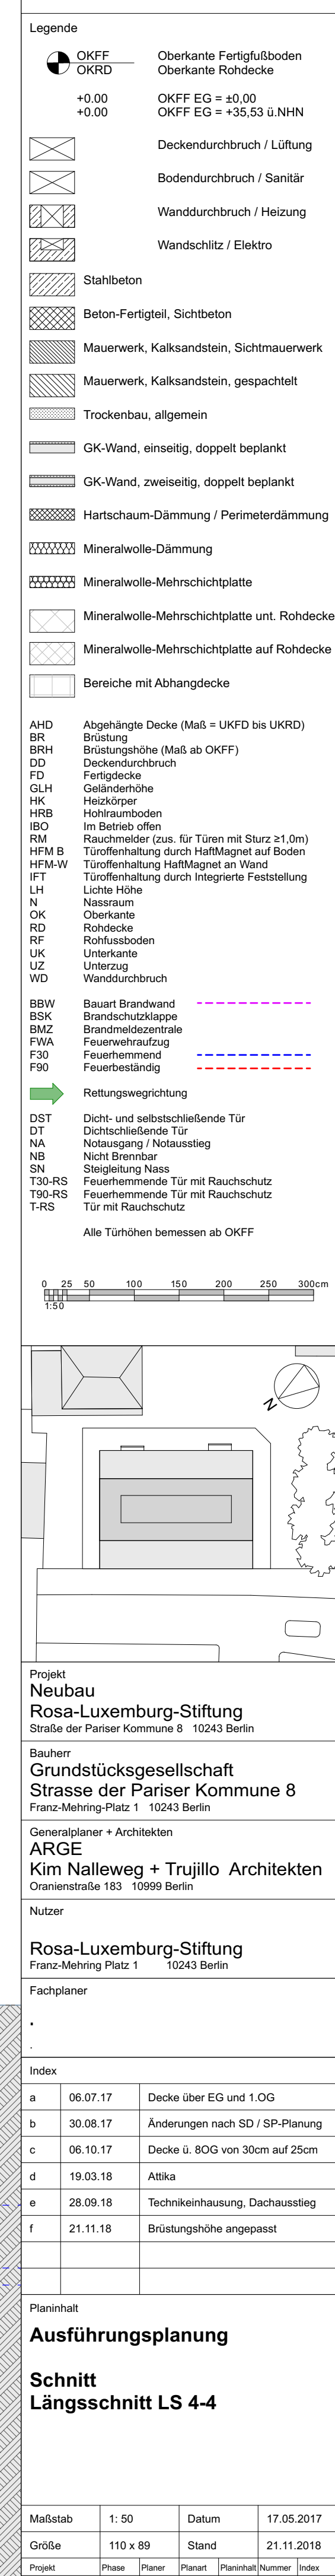 Legende
OKFF Oberkante Fertigfußboden
OKRD Oberkante Rohdecke
+0.00 OKFF EG = ±0,00
+0.00 OKFF EG = +35,53 ü.NHN
Deckendurchbruch / Lüftung
Bodendurchbruch / Sanitär
Wanddurchbruch / Heizung
Wandschlitz / Elektro
Stahlbeton
Beton-Fertigteil, Sichtbeton
Mauerwerk, Kalksandstein, Sichtmauerwerk
Mauerwerk, Kalksandstein, gespachtelt
Trockenbau, allgemein
GK-Wand, einseitig, doppelt beplankt
GK-Wand, zweiseitig, doppelt beplankt
Hartschaum-Dämmung / Perimeterdämmung
Mineralwolle-Dämmung
Mineralwolle-Mehrschichtplatte
Mineralwolle-Mehrschichtplatte unt. Rohdecke
Mineralwolle-Mehrschichtplatte auf Rohdecke
Bereiche mit Abhangdecke
AHD Abgehängte Decke (Maß = UKFD bis UKRD)
BR Brüstung
BRH Brüstungshöhe (Maß ab OKFF)
DD Deckendurchbruch
FD Fertigdecke
GLH Geländerhöhe
HK Heizkörper
HRB Hohlraumboden
IBO Im Betrieb offen
RM Rauchmelder (zus. für Türen mit Sturz ≥1,0m)
HFM B Türoffenhaltung durch HaftMagnet auf Boden
HFM-W Türoffenhaltung HaftMagnet an Wand
IFT Türoffenhaltung durch Integrierte Feststellung
LH Lichte Höhe
N Nassraum
OK Oberkante
RD Rohdecke
RF Rohfussboden
UK Unterkante
UZ Unterzug
WD Wanddurchbruch
BBW Bauart Brandwand
BSK Brandschutzklappe
BMZ Brandmeldezentrale
FWA Feuerwehraufzug
F30 Feuerhemmend
F90 Feuerbeständig
Rettungswegrichtung
DST Dicht- und selbstschließende Tür
DT Dichtschließende Tür
NA Notausgang / Notausstieg
NB Nicht Brennbar
SN Steigleitung Nass
T30-RS Feuerhemmende Tür mit Rauchschutz
T90-RS Feuerhemmende Tür mit Rauchschutz
T-RS Tür mit Rauchschutz
Alle Türhöhen bemessen ab OKFF
0 25 50 100 150 200 250 300cm
1:50
N
Projekt
Neubau
Rosa-Luxemburg-Stiftung
Straße der Pariser Kommune 8 10243 Berlin
Bauherr
Grundstücksgesellschaft
Strasse der Pariser Kommune 8
Franz-Mehring-Platz 1 10243 Berlin
Generalplaner + Architekten
ARGE
Kim Nalleweg + Trujillo Architekten
Oranienstraße 183 10999 Berlin
Nutzer
Rosa-Luxemburg-Stiftung
Franz-Mehring Platz 1 10243 Berlin
Fachplaner
.
.
Index
a 06.07.17 Decke über EG und 1.OG
b 30.08.17 Änderungen nach SD / SP-Planung
c 06.10.17 Decke ü. 8OG von 30cm auf 25cm
d 19.03.18 Attika
e 28.09.18 Technikeinhausung, Dachausstieg
f 21.11.18 Brüstungshöhe angepasst
Planinhalt
Ausführungsplanung
Schnitt
Längsschnitt LS 4-4
Maßstab 1: 50 Datum 17.05.2017
Größe 110 x 89 Stand 21.11.2018
Projekt Phase Planer Planart Planinhalt Nummer Index